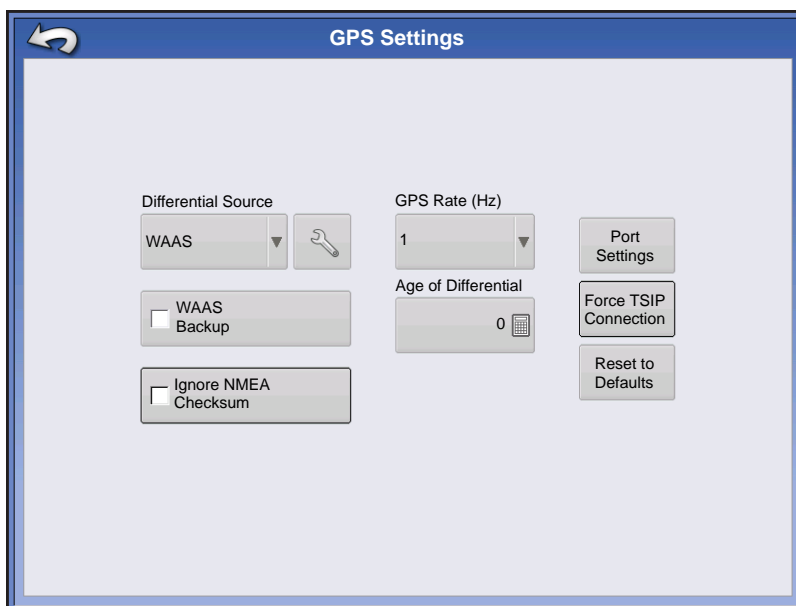 GPS Settings
Differential Source
WAAS
WAAS
Backup
Ignore NMEA
Checksum
GPS Rate (Hz)
1
Age of Differential
0
Port
Settings
Force TSIP
Connection
Reset to
Defaults